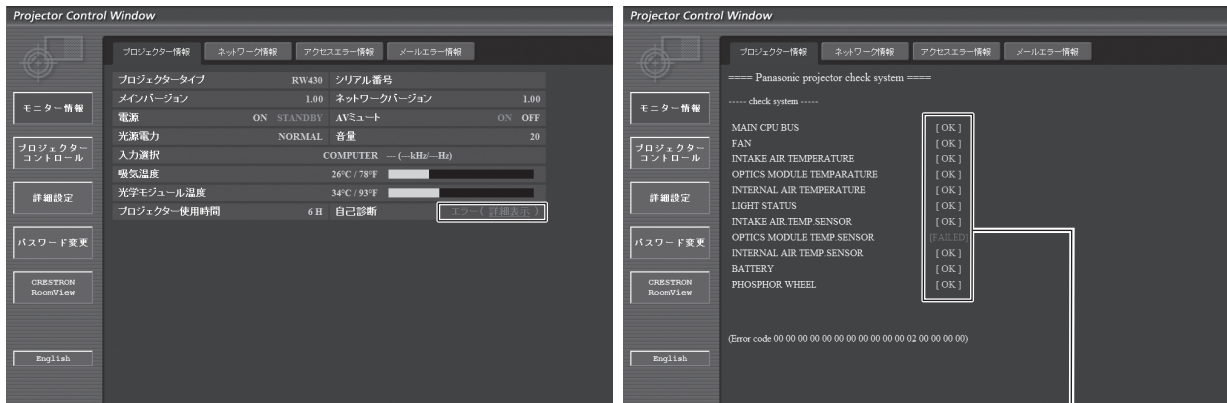 Projector Control Window
プロジェクター情報 ネットワーク情報 アクセスエラー情報 メールエラー情報
モニター情報
プロジェクター
コントロール
詳細設定
パスワード変更
CRESTRON
RoomView
English
プロジェクタータイプ RW430 シリアル番号
メインバージョン 1.00 ネットワークバージョン 1.00
電源 ON STANDBY AVミュート ON OFF
光源電力 NORMAL 音量 20
入力選択 COMPUTER --- (---kHz/---Hz)
吸気温度 26°C / 78°F
光学モジュール温度 34°C / 93°F
プロジェクター使用時間 6 H 自己診断 エラー( 詳細表示 )
Projector Control Window
プロジェクター情報 ネットワーク情報 アクセスエラー情報 メールエラー情報
モニター情報
プロジェクター
コントロール
詳細設定
パスワード変更
CRESTRON
RoomView
English
==== Panasonic projector check system ====
----- check system -----
MAIN CPU BUS [ OK ]
FAN [ OK ]
INTAKE AIR TEMPERATURE [ OK ]
OPTICS MODULE TEMPARATURE [ OK ]
INTERNAL AIR TEMPERATURE [ OK ]
LIGHT STATUS [ OK ]
INTAKE AIR.TEMP.SENSOR [ OK ]
OPTICS MODULE TEMP.SENSOR [FAILED]
INTERNAL AIR TEMP.SENSOR [ OK ]
BATTERY [ OK ]
PHOSPHOR WHEEL [ OK ]
(Error code 00 00 00 00 00 00 00 00 00 00 00 02 00 00 00 00)